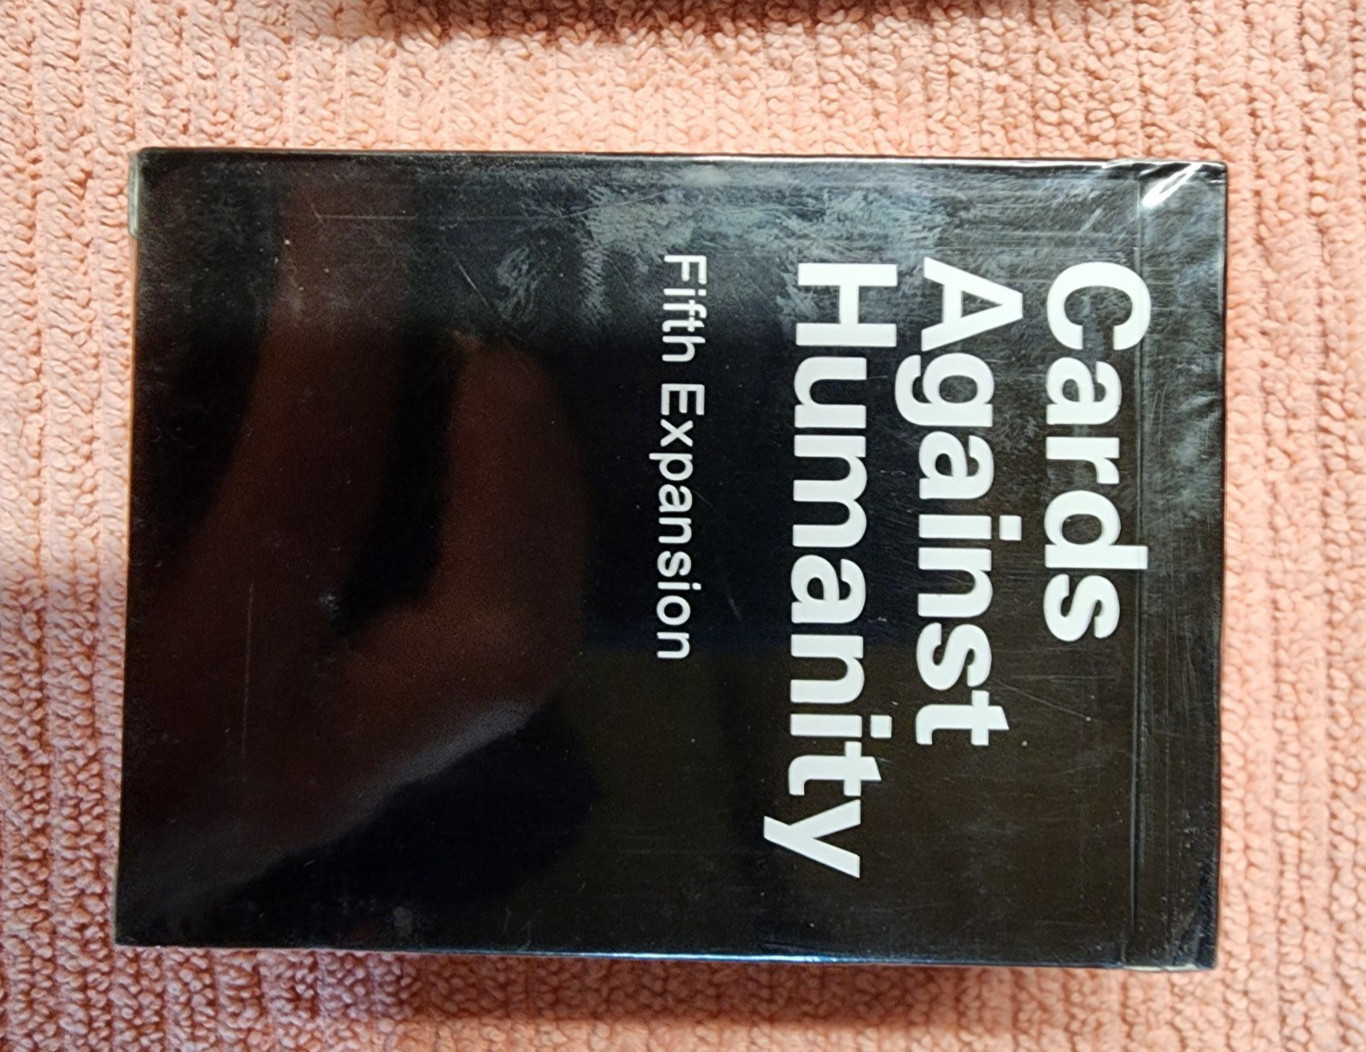 Cards
Against
Humanity
Fifth Expansion